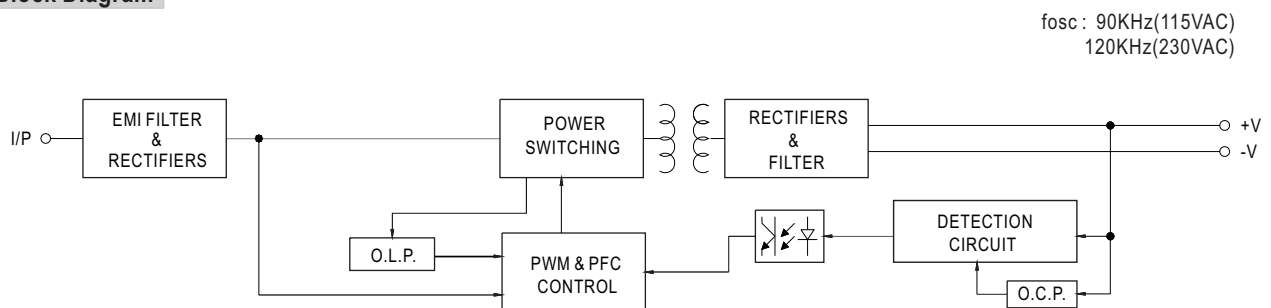 Block Diagram
fosc : 90KHz(115VAC)
120KHz(230VAC)
I/P
EMI FILTER
&
RECTIFIERS
POWER
SWITCHING
RECTIFIERS
&
FILTER
+V
-V
O.L.P.
PWM & PFC
CONTROL
DETECTION
CIRCUIT
O.C.P.